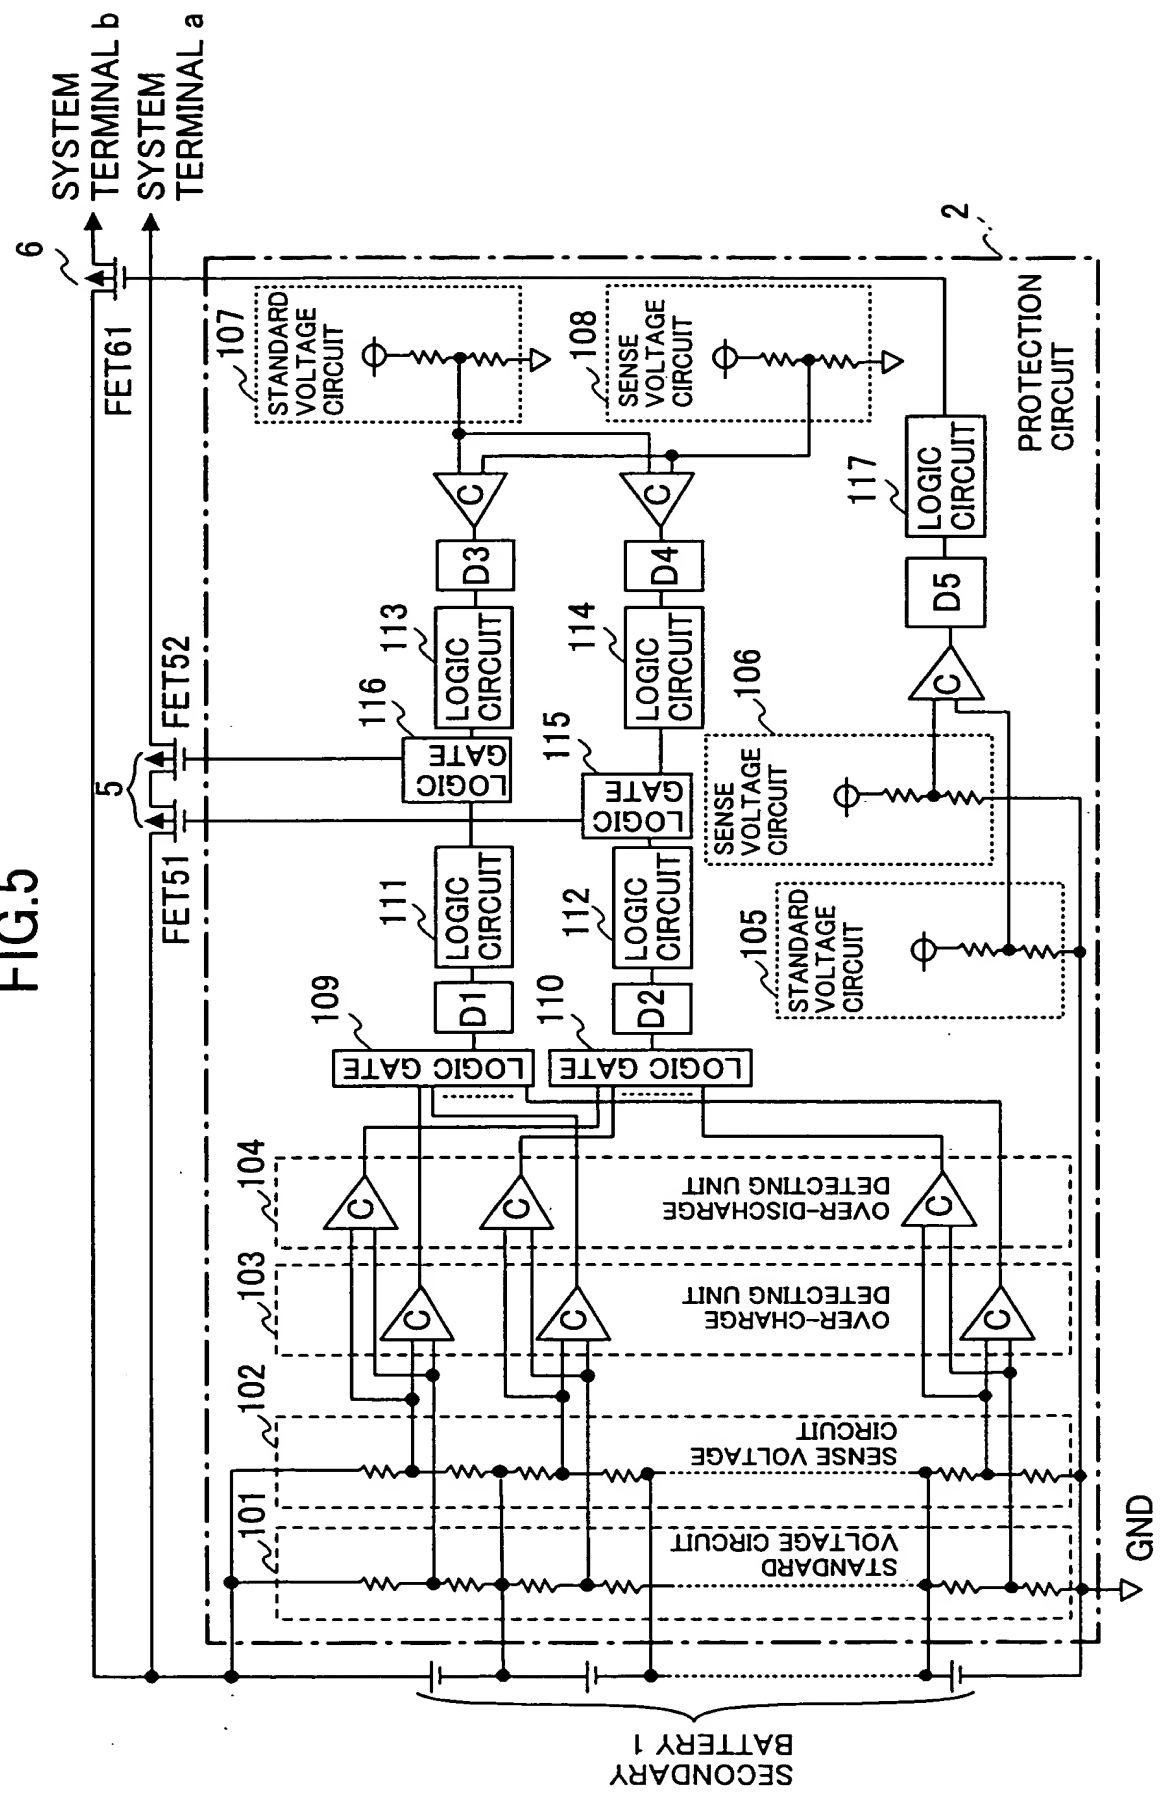 FIG.5
SYSTEM
TERMINAL b
SYSTEM
TERMINAL a
6
FET61
5
FET51
FET52
2
PROTECTION
CIRCUIT
107
STANDARD
VOLTAGE
CIRCUIT
108
SENSE
VOLTAGE
CIRCUIT
C
C
D3
D4
113
LOGIC
CIRCUIT
114
LOGIC
CIRCUIT
116
LOGIC
GATE
115
LOGIC
GATE
111
LOGIC
CIRCUIT
112
LOGIC
CIRCUIT
D1
D2
109
LOGIC GATE
110
LOGIC GATE
117
LOGIC
CIRCUIT
D5
C
106
SENSE
VOLTAGE
CIRCUIT
105
STANDARD
VOLTAGE
CIRCUIT
104
OVER-DISCHARGE
DETECTING UNIT
C
C
C
103
OVER-CHARGE
DETECTING UNIT
C
C
C
102
SENSE VOLTAGE
CIRCUIT
101
STANDARD
VOLTAGE CIRCUIT
GND
SECONDARY
BATTERY 1